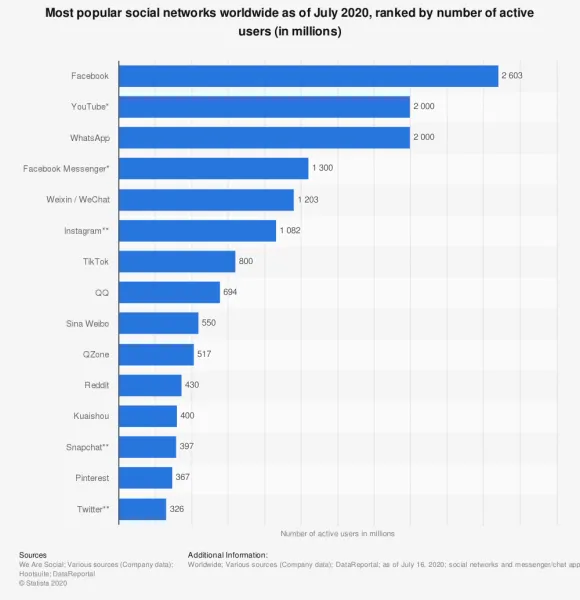 Most popular social networks worldwide as of July 2020, ranked by number of active
users (in millions)
Facebook 2 603
YouTube* 2 000
WhatsApp 2 000
Facebook Messenger* 1 300
Weixin / WeChat 1 203
Instagram** 1 082
TikTok 800
QQ 694
Sina Weibo 550
QZone 517
Reddit 430
Kuaishou 400
Snapchat** 397
Pinterest 367
Twitter** 326
Number of active users in millions
Sources
We Are Social; Various sources (Company data);
Hootsuite; DataReportal
© Statista 2020
Additional Information:
Worldwide; Various sources (Company data); DataReportal; as of July 16, 2020; social networks and messenger/chat app